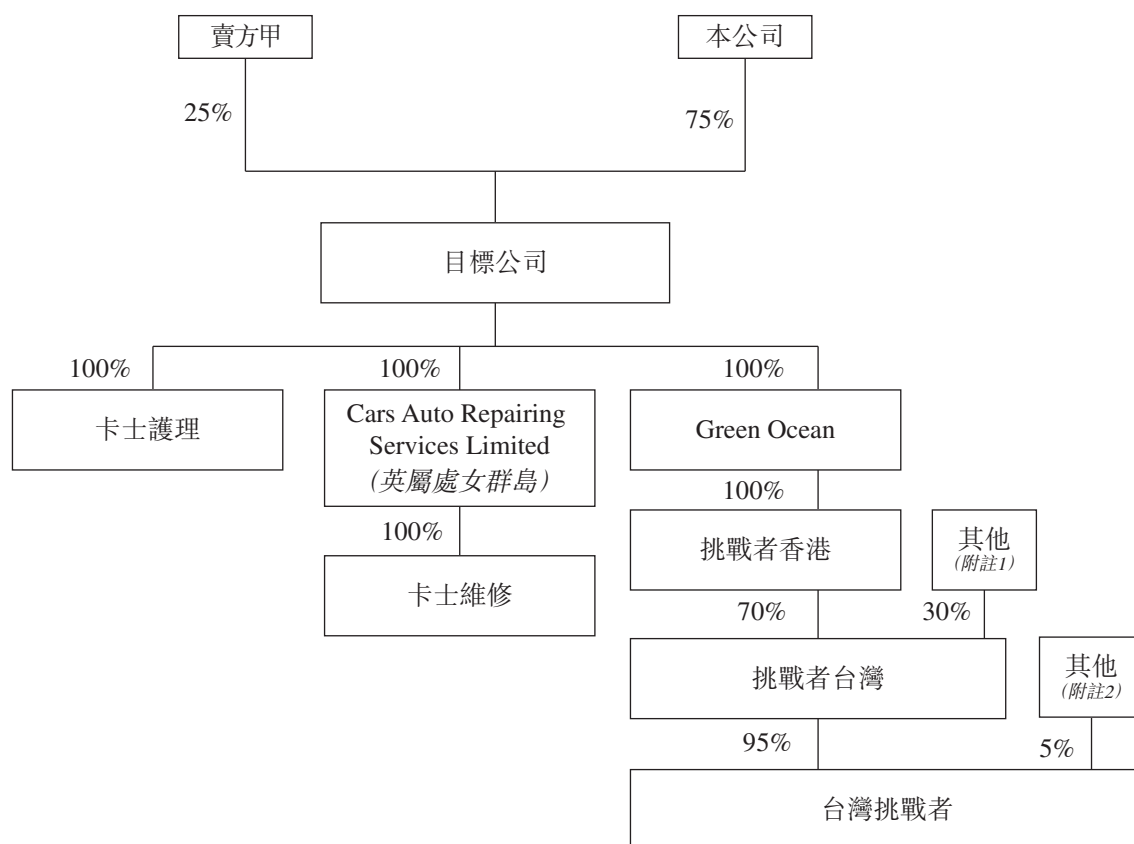 賣方甲
本公司
25%
75%
目標公司
100%
100%
100%
卡士護理
Cars Auto Repairing
Services Limited
(英屬處女群島)
Green Ocean
100%
100%
挑戰者香港
其他
(附註1)
卡士維修
70%
30%
挑戰者台灣
其他
(附註2)
95%
5%
台灣挑戰者